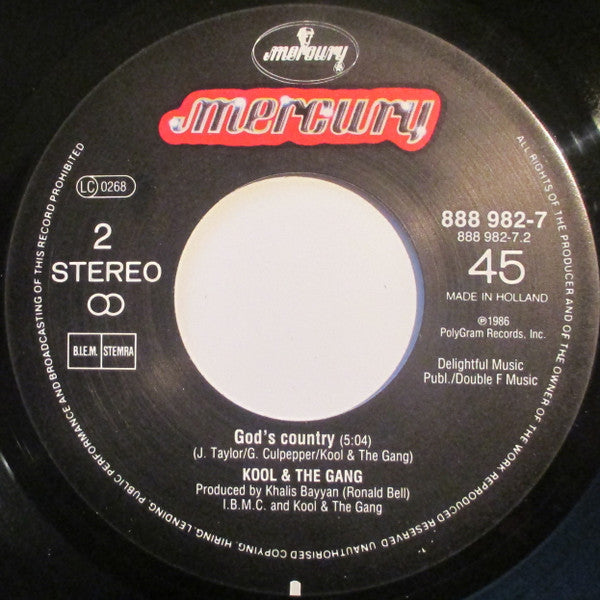 mercury
mercury
LC 0268
2
STEREO
B.I.E.M. STEMRA
888 982-7
888 982-7.2
45
MADE IN HOLLAND
℗1986
PolyGram Records, Inc.
Delightful Music
Publ./Double F Music
God's country (5:04)
(J. Taylor/G. Culpepper/Kool & The Gang)
KOOL & THE GANG
Produced by Khalis Bayyan (Ronald Bell)
I.B.M.C. and Kool & The Gang
ALL RIGHTS OF THE PRODUCER AND OF THE OWNER OF THE WORK REPRODUCED RESERVED UNAUTHORISED COPYING, HIRING, LENDING, PUBLIC PERFORMANCE AND BROADCASTING OF THIS RECORD PROHIBITED